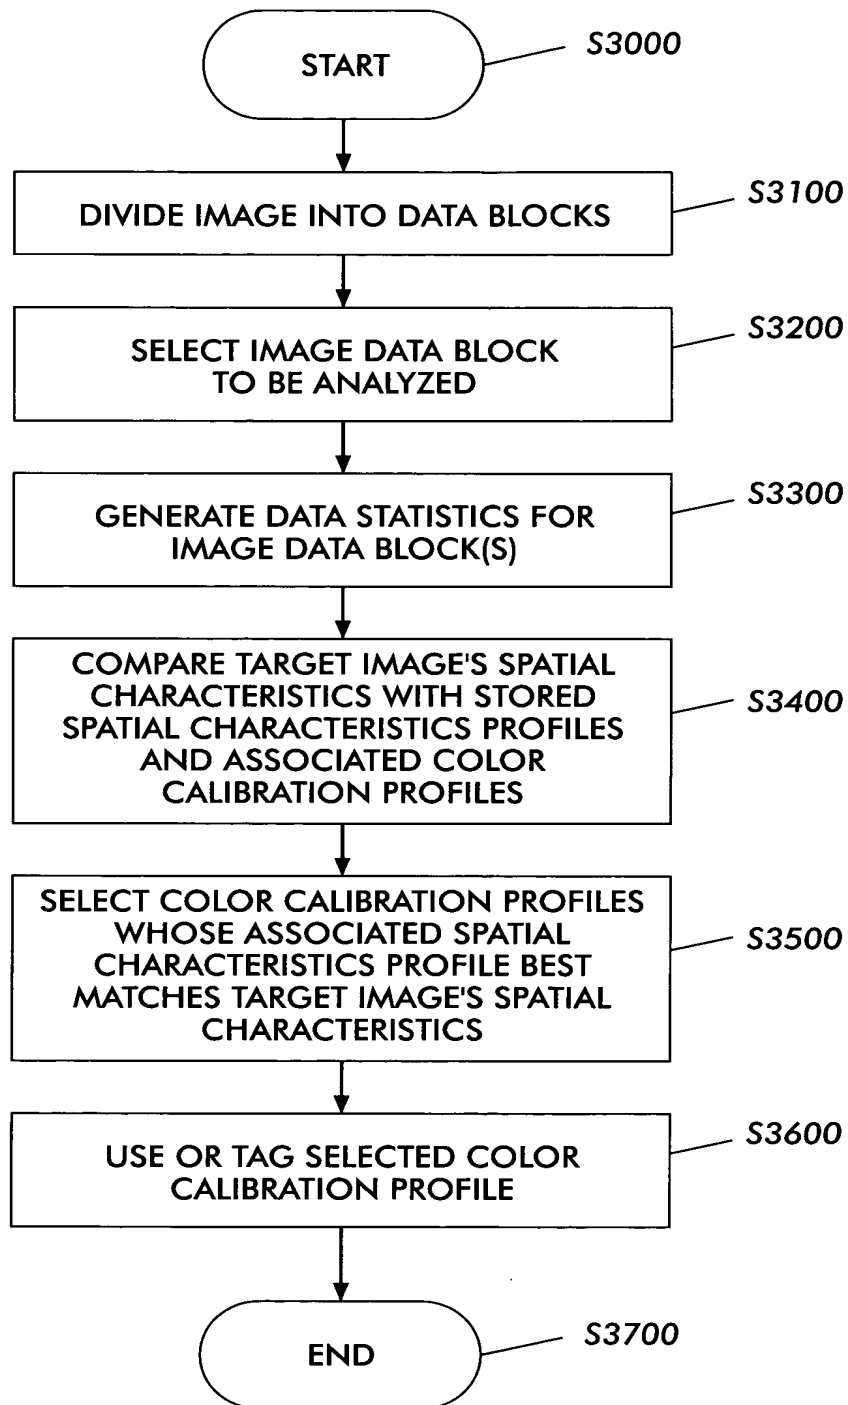 START
S3000
DIVIDE IMAGE INTO DATA BLOCKS
S3100
SELECT IMAGE DATA BLOCK
TO BE ANALYZED
S3200
GENERATE DATA STATISTICS FOR
IMAGE DATA BLOCK(S)
S3300
COMPARE TARGET IMAGE'S SPATIAL
CHARACTERISTICS WITH STORED
SPATIAL CHARACTERISTICS PROFILES
AND ASSOCIATED COLOR
CALIBRATION PROFILES
S3400
SELECT COLOR CALIBRATION PROFILES
WHOSE ASSOCIATED SPATIAL
CHARACTERISTICS PROFILE BEST
MATCHES TARGET IMAGE'S SPATIAL
CHARACTERISTICS
S3500
USE OR TAG SELECTED COLOR
CALIBRATION PROFILE
S3600
END
S3700